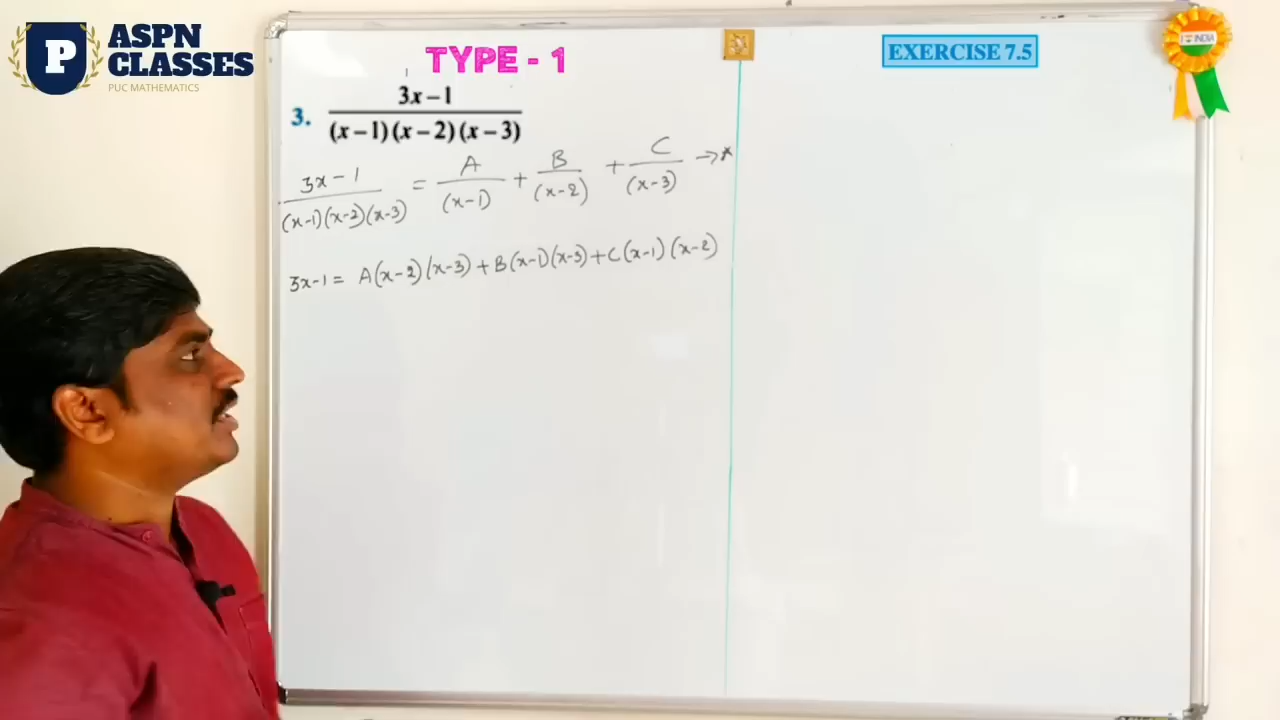 ASPN
CLASSES
PUC MATHEMATICS
P
TYPE - 1
EXERCISE 7.5
INDIA
3. 3x – 1
(x – 1)(x – 2)(x – 3)
3x – 1 / (x-1)(x-2)(x-3) = A / (x-1) + B / (x-2) + C / (x-3) → *
3x-1 = A(x-2)(x-3) + B(x-1)(x-3) + C(x-1)(x-2)